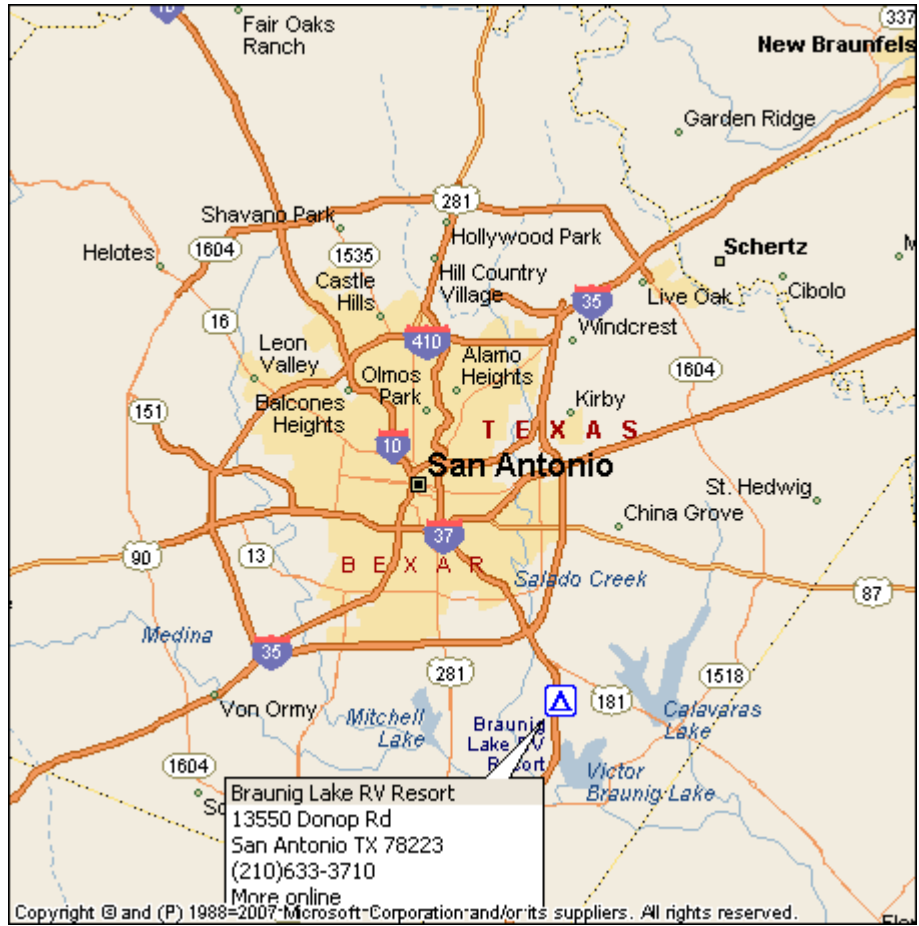 10
Fair Oaks
Ranch
337
New Braunfels
Garden Ridge
281
Shavano Park
Hollywood Park
Helotes
1604
1535
Schertz
M
Hill Country
Village
Castle
Hills
35
Live Oak
Cibolo
16
Windcrest
410
Leon
Valley
Alamo
Heights
Olmos
Park
1604
Balcones
Heights
Kirby
151
TEXAS
10
San Antonio
St. Hedwig
China Grove
37
90
13
BEXAR
Salado Creek
87
Medina
35
281
1518
Von Ormy
181
Mitchell
Lake
Calavaras
Lake
Braunig
Lake RV
Resort
1604
Victor
Braunig Lake
So
Braunig Lake RV Resort
13550 Donop Rd
San Antonio TX 78223
(210)633-3710
More online
Copyright © and (P) 1988–2007 Microsoft Corporation and/or its suppliers. All rights reserved.